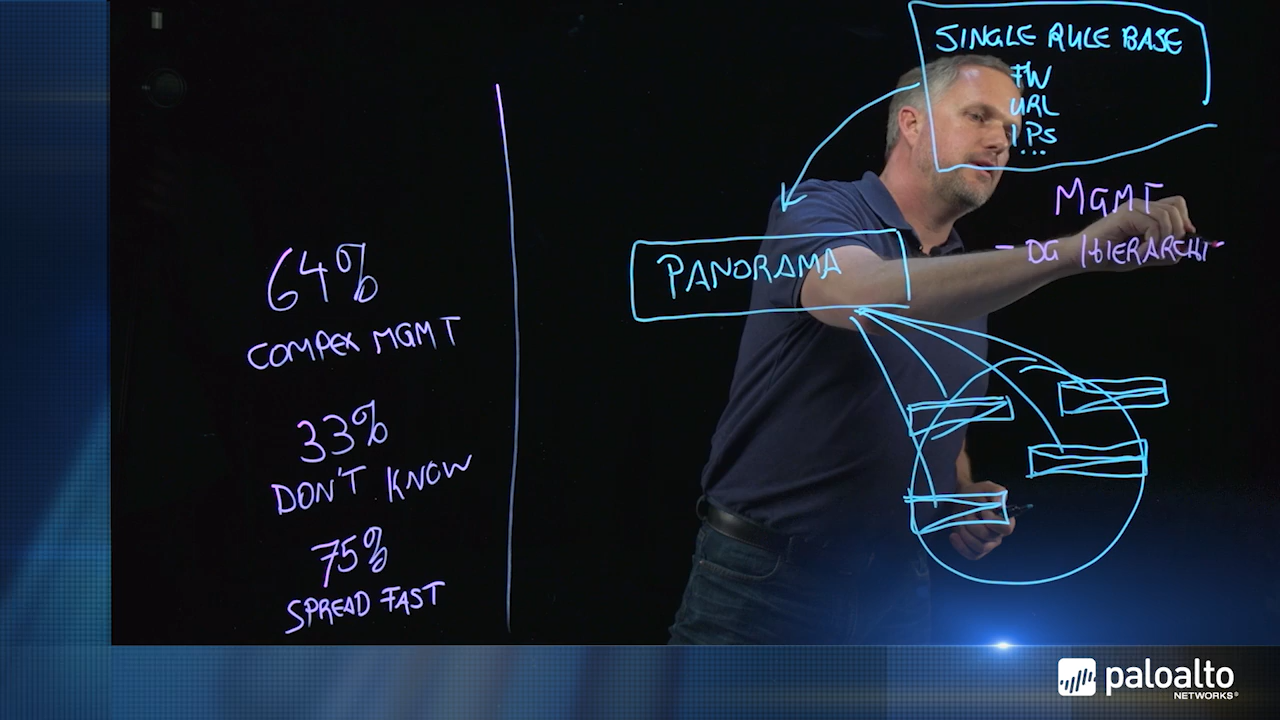 64%
COMPEX MGMT
33%
DON'T KNOW
75%
SPREAD FAST
SINGLE RULE BASE
FW
URL
IPS
...
PANORAMA
MGMT
- DG HIERARCHI
paloalto
NETWORKS®